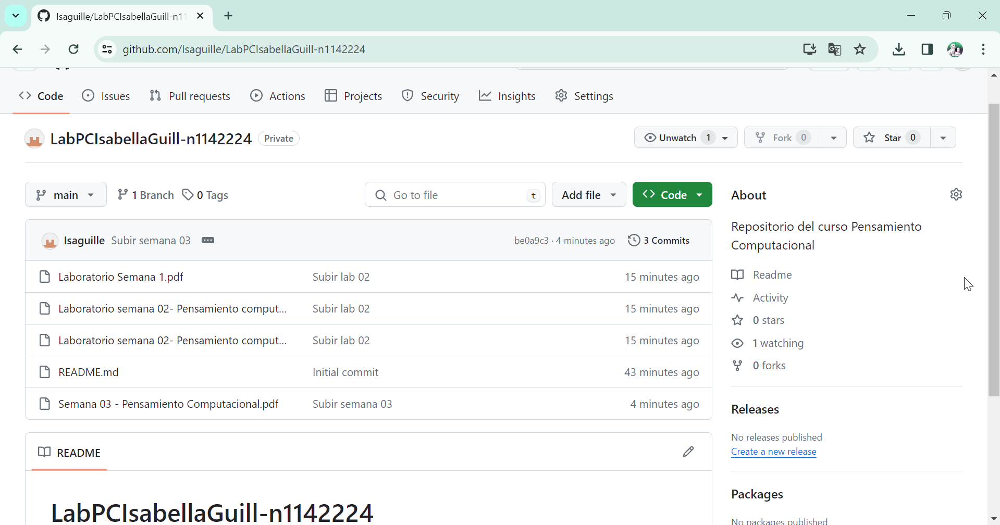 Isaguille/LabPCIsabellaGuill-n11
github.com/Isaguille/LabPCIsabellaGuill-n1142224
Code Issues Pull requests Actions Projects Security Insights Settings
LabPCIsabellaGuill-n1142224 Private
Unwatch 1 Fork 0 Star 0
main 1 Branch 0 Tags Go to file t Add file Code
About
Repositorio del curso Pensamiento
Computacional
Isaguille Subir semana 03 be0a9c3 · 4 minutes ago 3 Commits
Laboratorio Semana 1.pdf Subir lab 02 15 minutes ago
Laboratorio semana 02- Pensamiento comput... Subir lab 02 15 minutes ago
Laboratorio semana 02- Pensamiento comput... Subir lab 02 15 minutes ago
README.md Initial commit 43 minutes ago
Semana 03 - Pensamiento Computacional.pdf Subir semana 03 4 minutes ago
Readme
Activity
0 stars
1 watching
0 forks
Releases
No releases published
Create a new release
README
LabPCIsabellaGuill-n1142224
Packages
No packages published